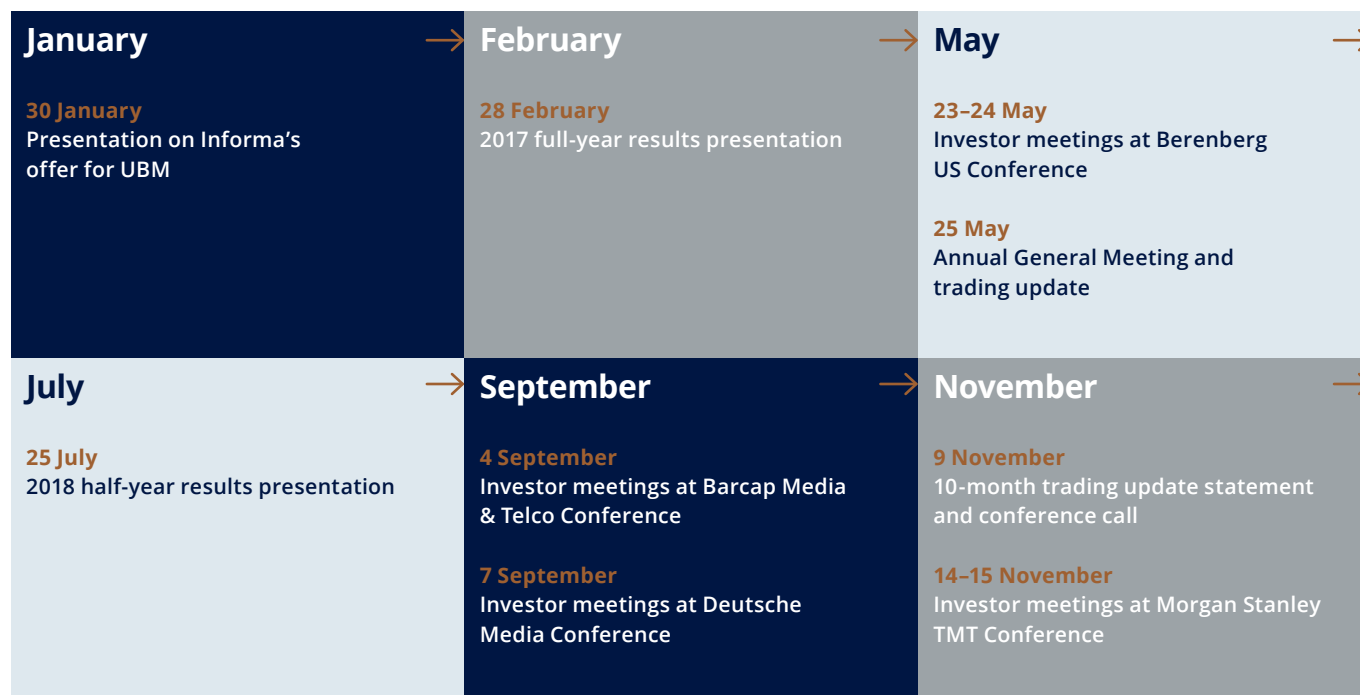 January
30 January
Presentation on Informa’s
offer for UBM
February
28 February
2017 full-year results presentation
May
23–24 May
Investor meetings at Berenberg
US Conference
25 May
Annual General Meeting and
trading update
July
25 July
2018 half-year results presentation
September
4 September
Investor meetings at Barcap Media
& Telco Conference
7 September
Investor meetings at Deutsche
Media Conference
November
9 November
10-month trading update statement
and conference call
14–15 November
Investor meetings at Morgan Stanley
TMT Conference